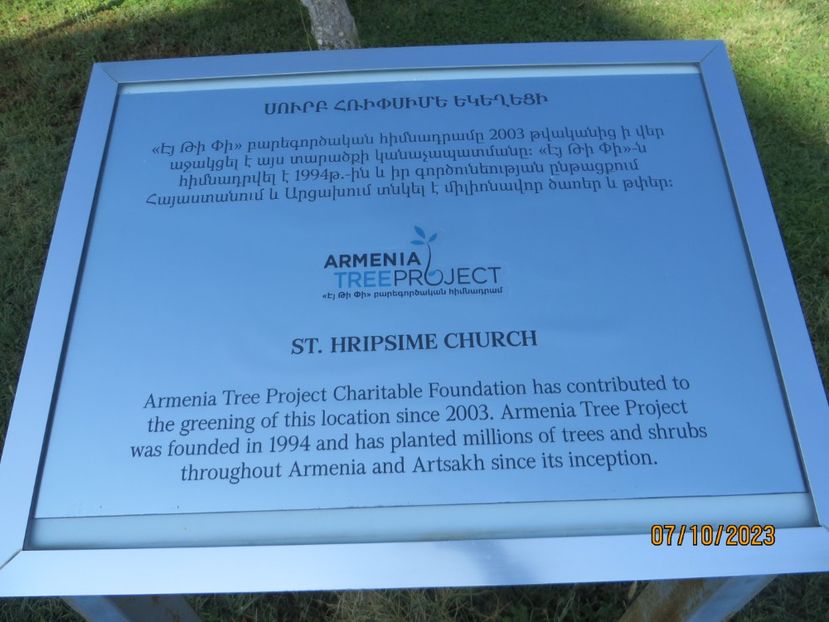 ՍՈՒՐԲ ՀՌԻՓՍԻՄԵ ԵԿԵՂԵՑԻ
«Էյ Թի Փի» բարեգործական հիմնադրամը 2003 թվականից ի վեր
աջակցել է այս տարածքի կանաչապատմանը: «Էյ Թի Փի»-ն
հիմնադրվել է 1994թ.-ին և իր գործունեության ընթացքում
Հայաստանում և Արցախում տնկել է միլիոնավոր ծառեր և թփեր:
ARMENIA
TREEPROJECT
«Էյ Թի Փի» բարեգործական հիմնադրամ
ST. HRIPSIME CHURCH
Armenia Tree Project Charitable Foundation has contributed to
the greening of this location since 2003. Armenia Tree Project
was founded in 1994 and has planted millions of trees and shrubs
throughout Armenia and Artsakh since its inception.
07/10/2023